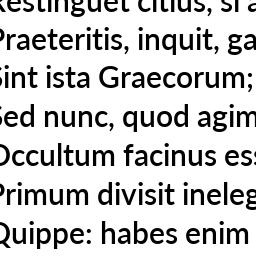 Restinguet citius, si a
Praeteritis, inquit, ga
Sint ista Graecorum;
Sed nunc, quod agim
Occultum facinus ess
Primum divisit ineleg
Quippe: habes enim